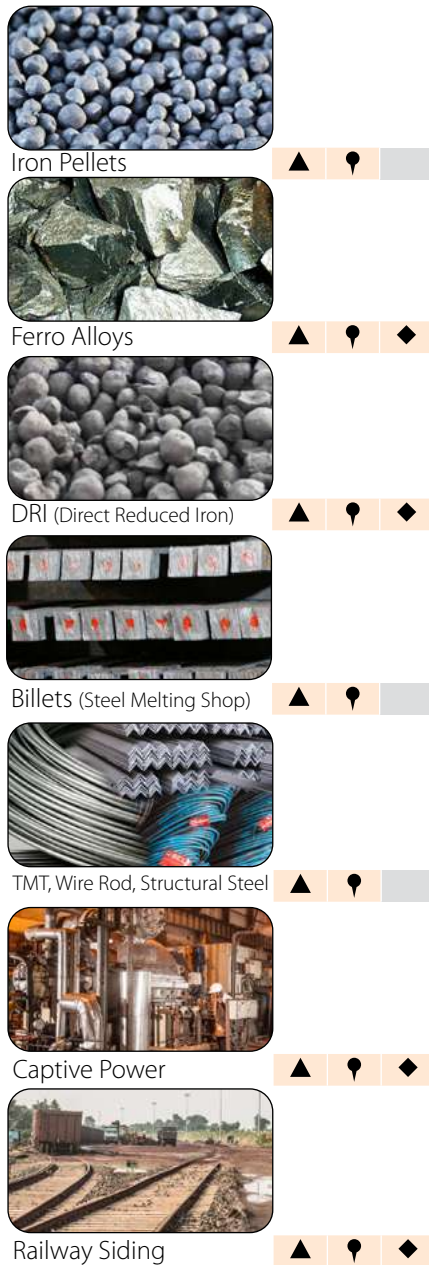 Iron Pellets
Ferro Alloys
DRI (Direct Reduced Iron)
Billets (Steel Melting Shop)
TMT, Wire Rod, Structural Steel
Captive Power
Railway Siding